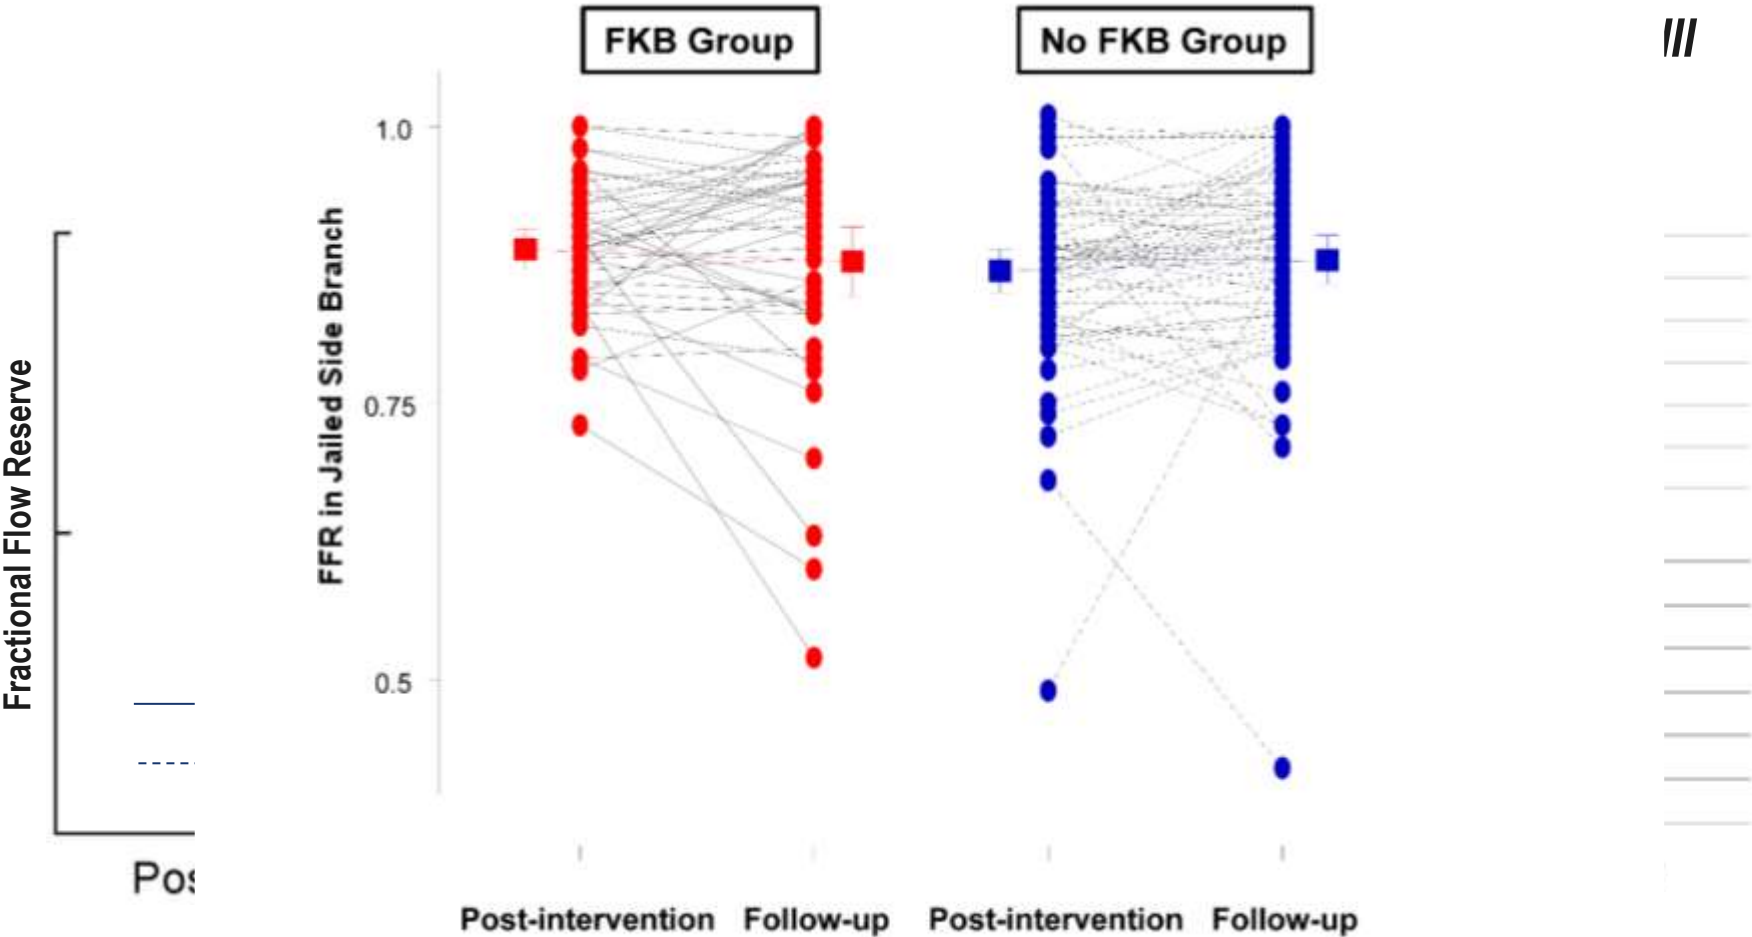 FKB Group
No FKB Group
1.0
0.75
0.5
FFR in Jailed Side Branch
Fractional Flow Reserve
Post-intervention
Follow-up
Post-intervention
Follow-up